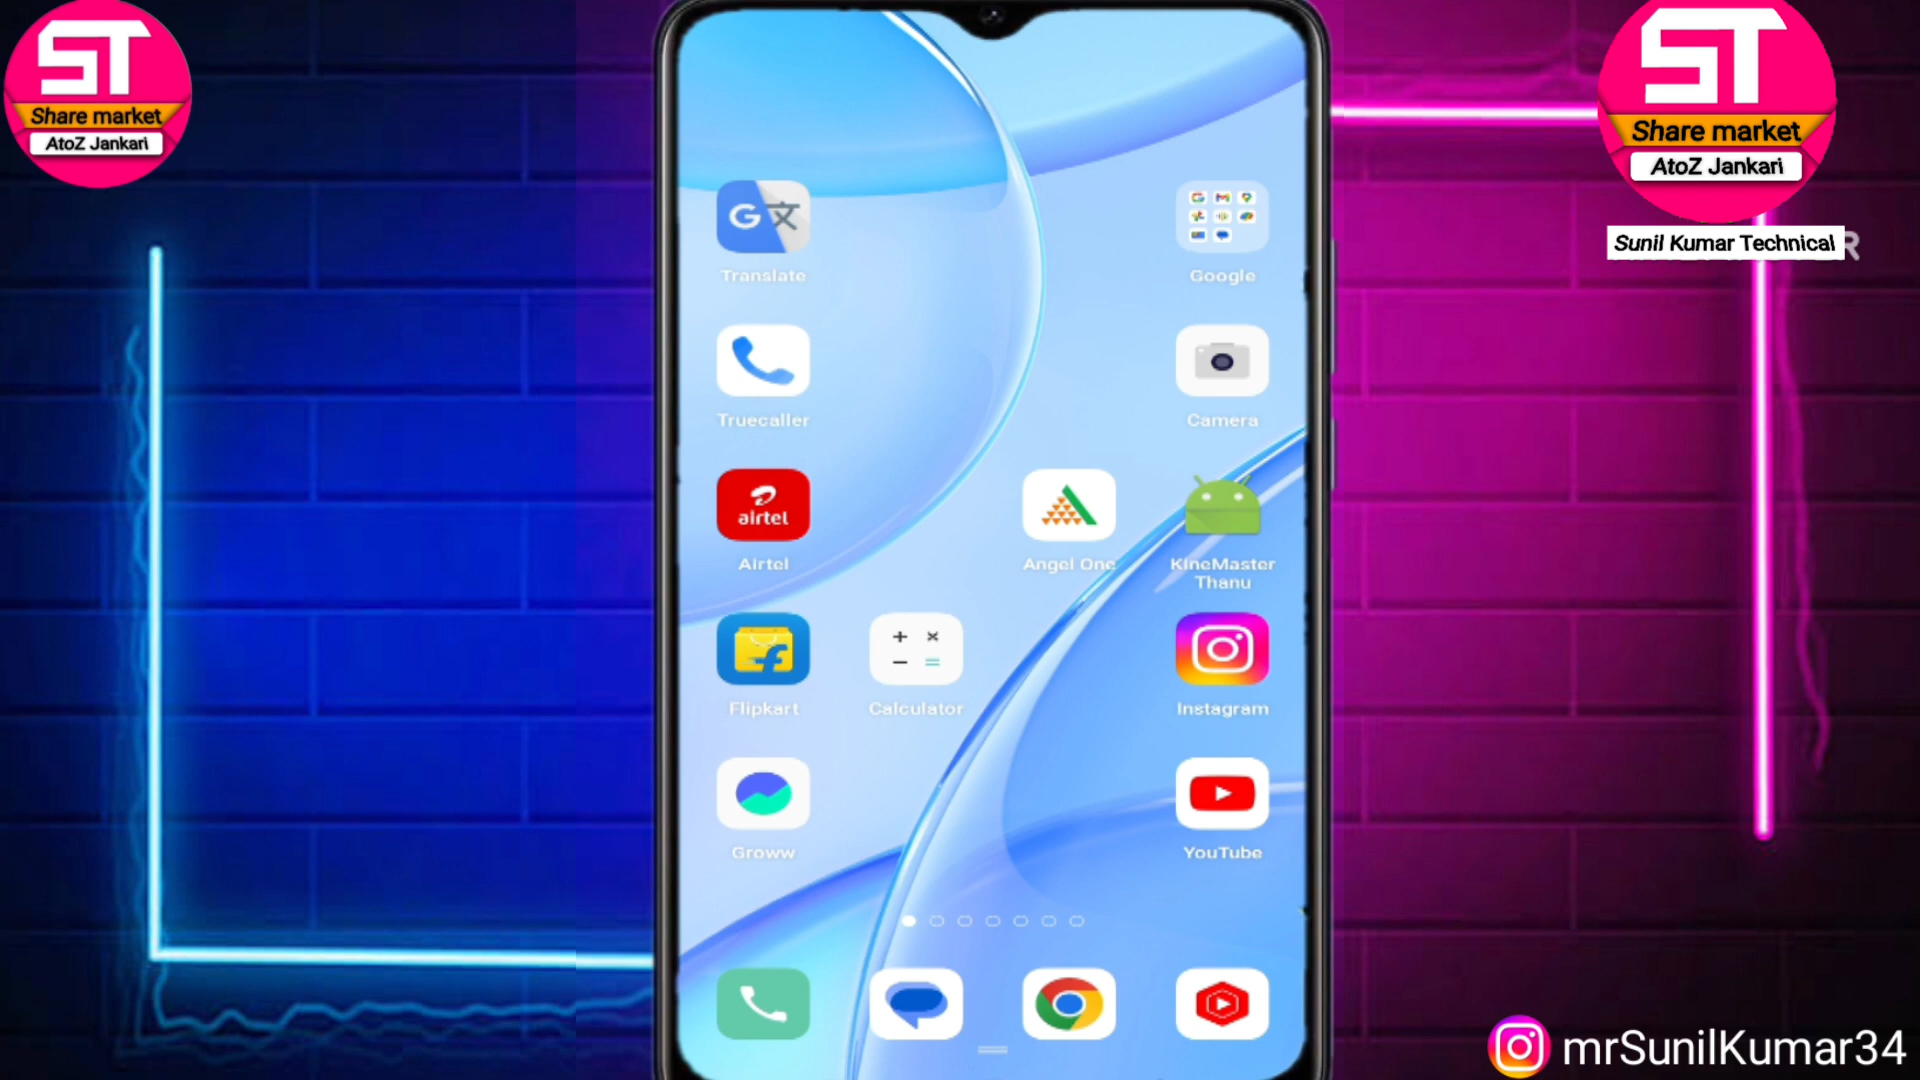 ST
Share market
AtoZ Jankari
ST
Share market
AtoZ Jankari
Sunil Kumar Technical
R
G
Translate
Google
Truecaller
Camera
airtel
Airtel
Angel One
KineMaster
Thanu
Flipkart
Calculator
Instagram
Groww
YouTube
mrSunilKumar34